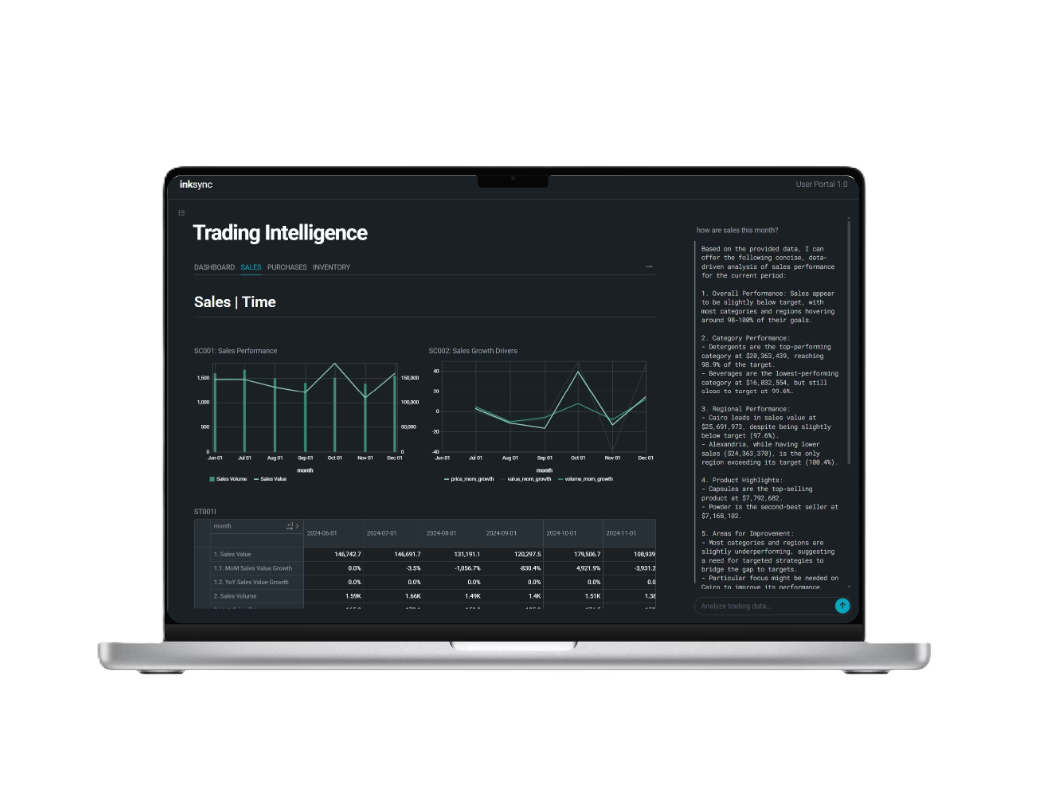 inksync
User Portal 1.0
Trading Intelligence
DASHBOARD SALES PURCHASES INVENTORY
Sales | Time
SC001: Sales Performance
1,500
1,000
500
0
150,000
100,000
50,000
0
Jun 01 Jul 01 Aug 01 Sep 01 Oct 01 Nov 01 Dec 01
month
Sales Volume Sales Value
SC002: Sales Growth Drivers
40
20
0
-20
-40
Jun 01 Jul 01 Aug 01 Sep 01 Oct 01 Nov 01 Dec 01
month
price_mom_growth value_mom_growth volume_mom_growth
ST001I
month 2024-06-01 2024-07-01 2024-08-01 2024-09-01 2024-10-01 2024-11-01
1. Sales Value 146,742.7 146,691.7 131,191.1 120,297.5 179,506.7 108,939
1.1. MoM Sales Value Growth 0.0% -3.5% -1,056.7% -830.4% 4,921.9% -3,931.2
1.2. YoY Sales Value Growth 0.0% 0.0% 0.0% 0.0% 0.0% 0.0
2. Sales Volume 1.59K 1.66K 1.49K 1.4K 1.51K 1.38
how are sales this month?
Based on the provided data, I can
offer the following concise, data-
driven analysis of sales performance
for the current period:
1. Overall Performance: Sales appear
to be slightly below target, with
most categories and regions hovering
around 98-100% of their goals.
2. Category Performance:
- Detergents are the top-performing
category at $20,363,439, reaching
98.9% of the target.
- Beverages are the lowest-performing
category at $16,032,554, but still
close to target at 99.6%.
3. Regional Performance:
- Cairo leads in sales value at
$25,691,973, despite being slightly
below target (97.6%).
- Alexandria, while having lower
sales ($24,363,370), is the only
region exceeding its target (100.4%).
4. Product Highlights:
- Capsules are the top-selling
product at $7,792,682.
- Powder is the second-best seller at
$7,168,102.
5. Areas for Improvement:
- Most categories and regions are
slightly underperforming, suggesting
a need for targeted strategies to
bridge the gap to targets.
- Particular focus might be needed on
Cairo to improve its performance
Analyze trading data...